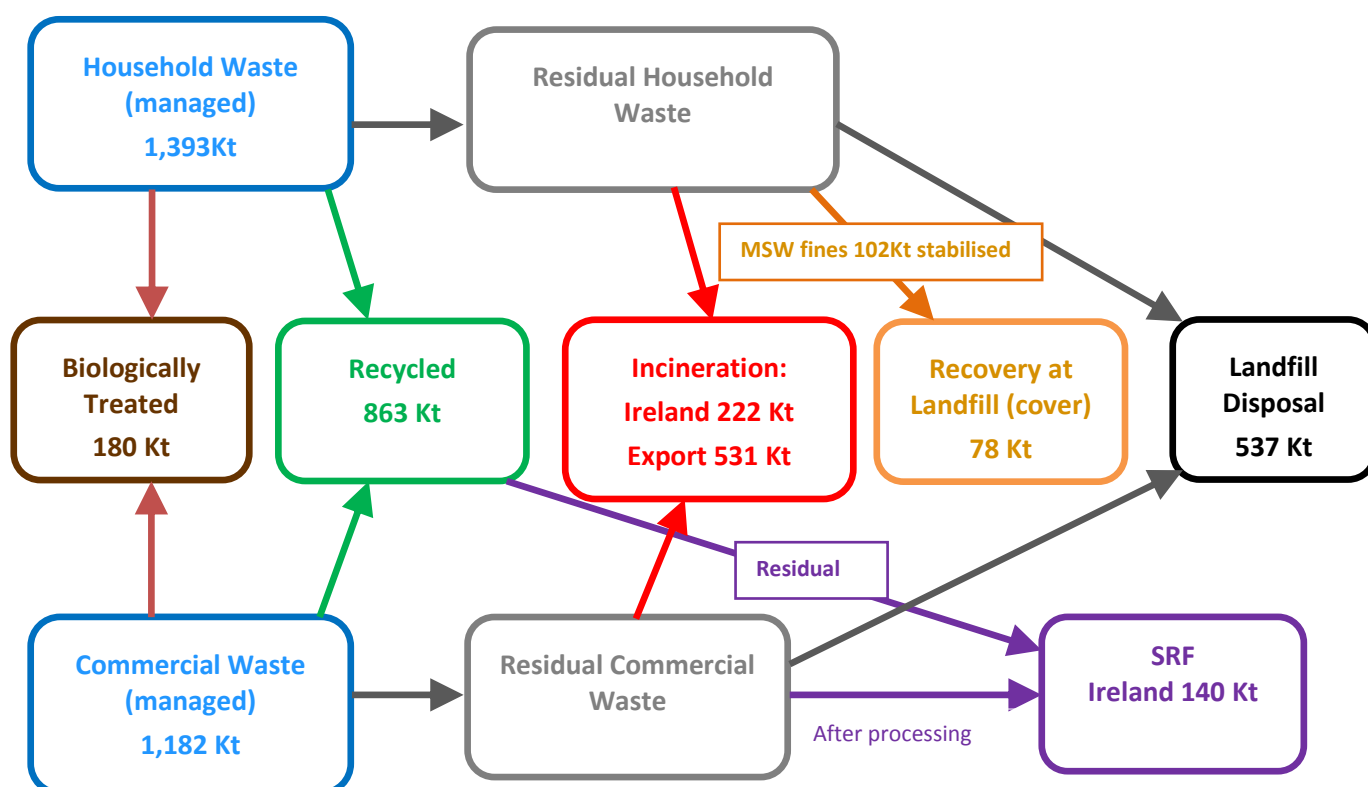 Household Waste
(managed)
1,393Kt
Residual Household
Waste
MSW fines 102Kt stabilised
Biologically
Treated
180 Kt
Recycled
863 Kt
Incineration:
Ireland 222 Kt
Export 531 Kt
Recovery at
Landfill (cover)
78 Kt
Landfill
Disposal
537 Kt
Residual
Commercial Waste
(managed)
1,182 Kt
Residual Commercial
Waste
After processing
SRF
Ireland 140 Kt